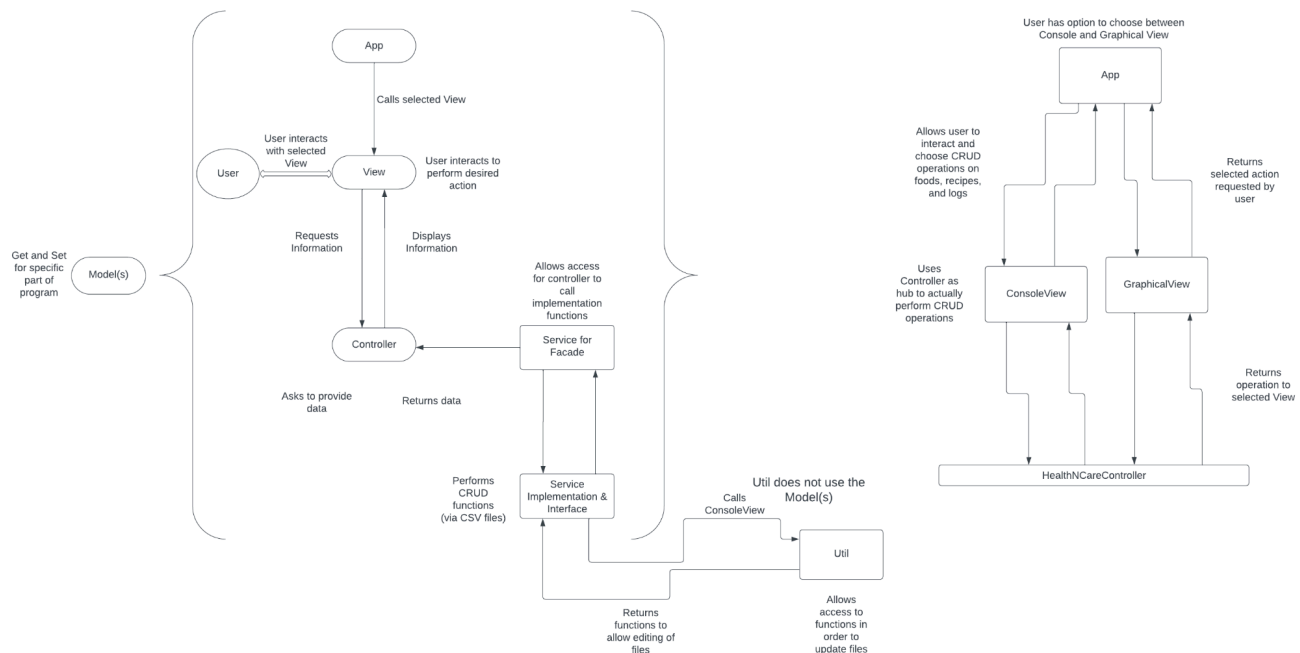 App
Calls selected View
User interacts
with selected
View
User
View
User interacts to
perform desired
action
Requests
Information
Displays
Information
Get and Set
for specific
part of
program
Model(s)
Allows access
for controller to
call
implementation
functions
Controller
Service for
Facade
Asks to provide
data
Returns data
Performs
CRUD
functions
(via CSV files)
Service
Implementation &
Interface
Util does not use the
Model(s)
Calls
ConsoleView
Util
Returns
functions to
allow editing of
files
Allows
access to
functions in
order to
update files
User has option to choose between
Console and Graphical View
App
Allows user to
interact and
choose CRUD
operations on
foods, recipes,
and logs
Returns
selected action
requested by
user
Uses
Controller as
hub to actually
perform CRUD
operations
ConsoleView
GraphicalView
Returns
operation to
selected View
HealthNCareController